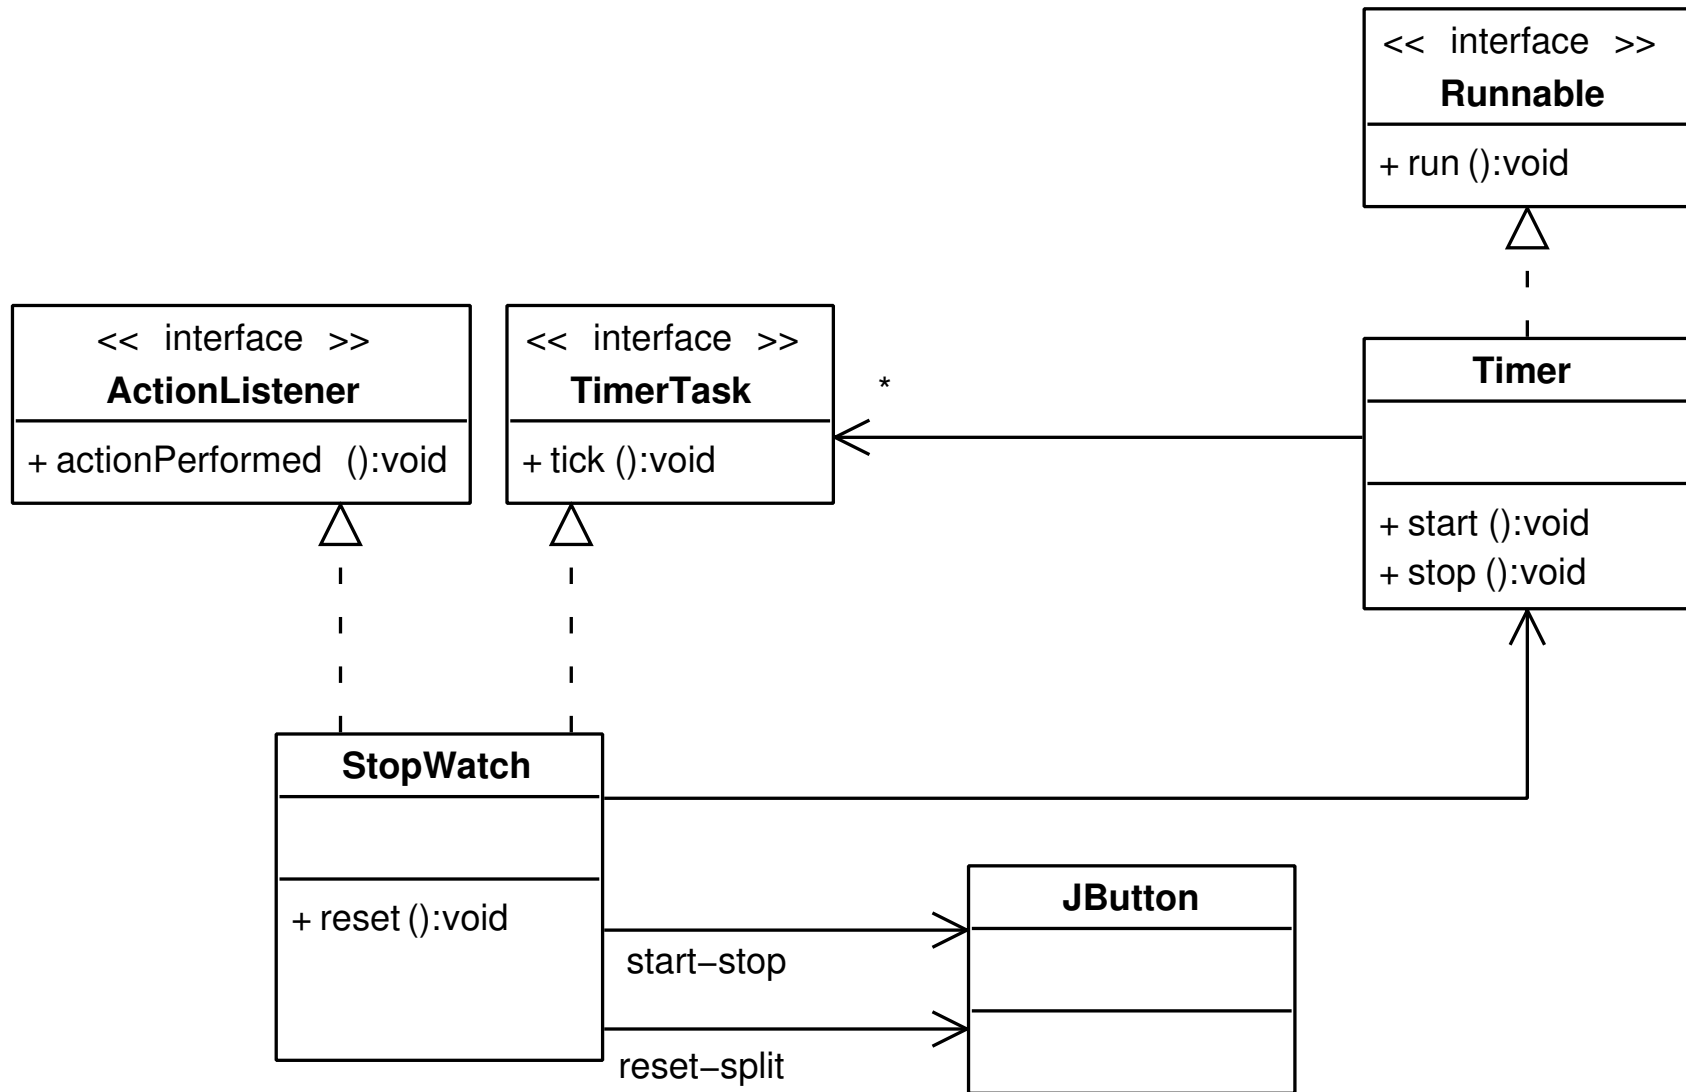 << interface >>
Runnable
+ run ():void
<< interface >>
ActionListener
+ actionPerformed ():void
<< interface >>
TimerTask
+ tick ():void
*
Timer
+ start ():void
+ stop ():void
StopWatch
+ reset ():void
start–stop
reset–split
JButton